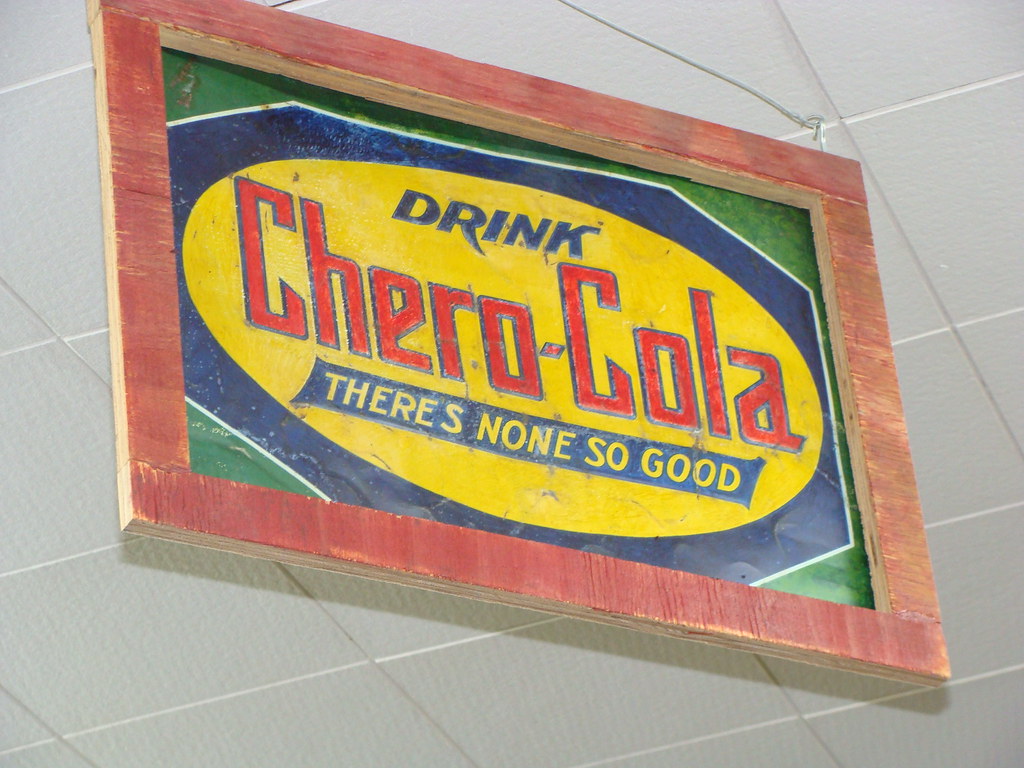 DRINK
Chero-Cola
THERE'S NONE SO GOOD